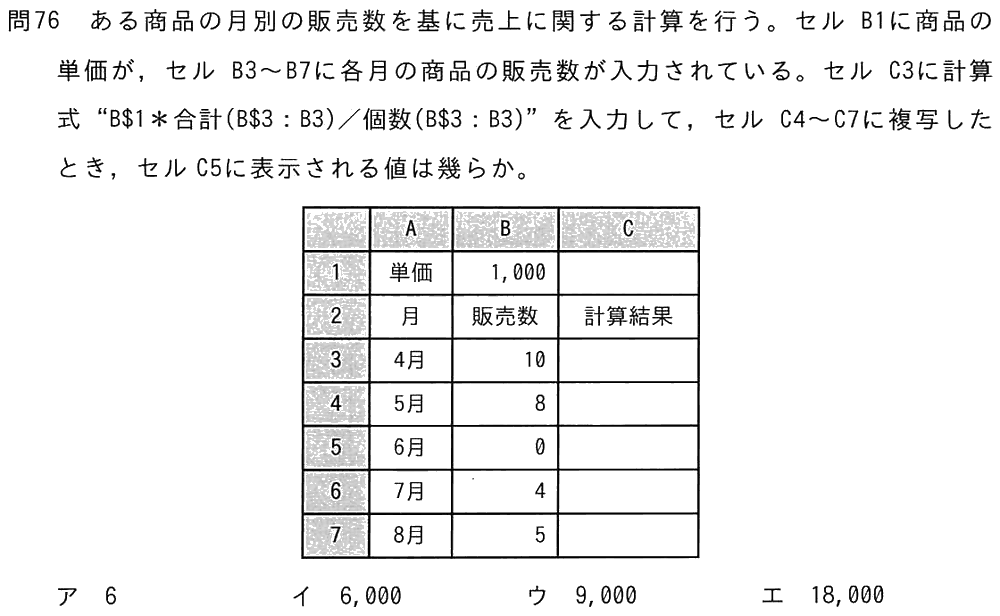 問76 ある商品の月別の販売数を基に売上に関する計算を行う。セル B1に商品の
単価が，セル B3～B7に各月の商品の販売数が入力されている。セル C3に計算
式“B$1＊合計(B$3：B3)／個数(B$3：B3)”を入力して，セル C4～C7に複写した
とき，セル C5に表示される値は幾らか。
A B C
1 単価 1,000
2 月 販売数 計算結果
3 4月 10
4 5月 8
5 6月 0
6 7月 4
7 8月 5
ア 6 イ 6,000 ウ 9,000 エ 18,000